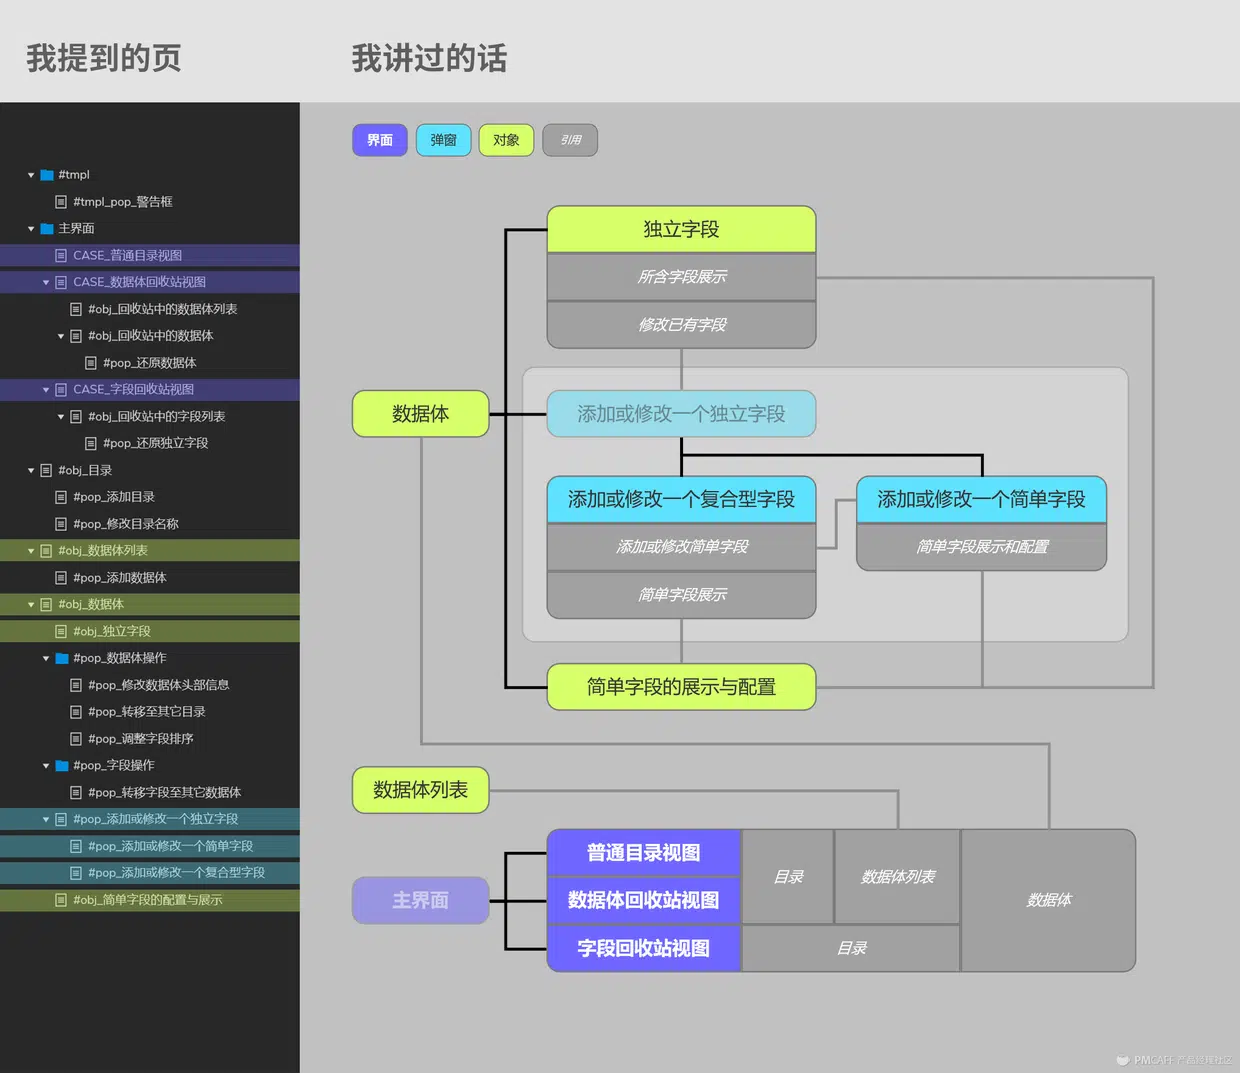 我提到的页
我讲过的话
界面
弹窗
对象
引用
#tmpl
#tmpl_pop_警告框
主界面
CASE_普通目录视图
CASE_数据体回收站视图
#obj_回收站中的数据体列表
#obj_回收站中的数据体
#pop_还原数据体
CASE_字段回收站视图
#obj_回收站中的字段列表
#pop_还原独立字段
#obj_目录
#pop_添加目录
#pop_修改目录名称
#obj_数据体列表
#pop_添加数据体
#obj_数据体
#obj_独立字段
#pop_数据体操作
#pop_修改数据体头部信息
#pop_转移至其它目录
#pop_调整字段排序
#pop_字段操作
#pop_转移字段至其它数据体
#pop_添加或修改一个独立字段
#pop_添加或修改一个简单字段
#pop_添加或修改一个复合型字段
#obj_简单字段的配置与展示
独立字段
所含字段展示
修改已有字段
数据体
添加或修改一个独立字段
添加或修改一个复合型字段
添加或修改简单字段
简单字段展示
添加或修改一个简单字段
简单字段展示和配置
简单字段的展示与配置
数据体列表
主界面
普通目录视图
数据体回收站视图
字段回收站视图
目录
数据体列表
目录
数据体
PMCAFF 产品经理社区